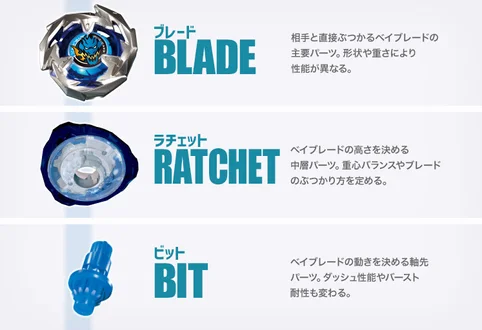 ブレード
BLADE
相手と直接ぶつかるベイブレードの
主要パーツ。形状や重さにより
性能が異なる。
ラチェット
RATCHET
ベイブレードの高さを決める
中層パーツ。重心バランスやブレード
のぶつかり方を定める。
ビット
BIT
ベイブレードの動きを決める軸先
パーツ。ダッシュ性能やバースト
耐性も変わる。